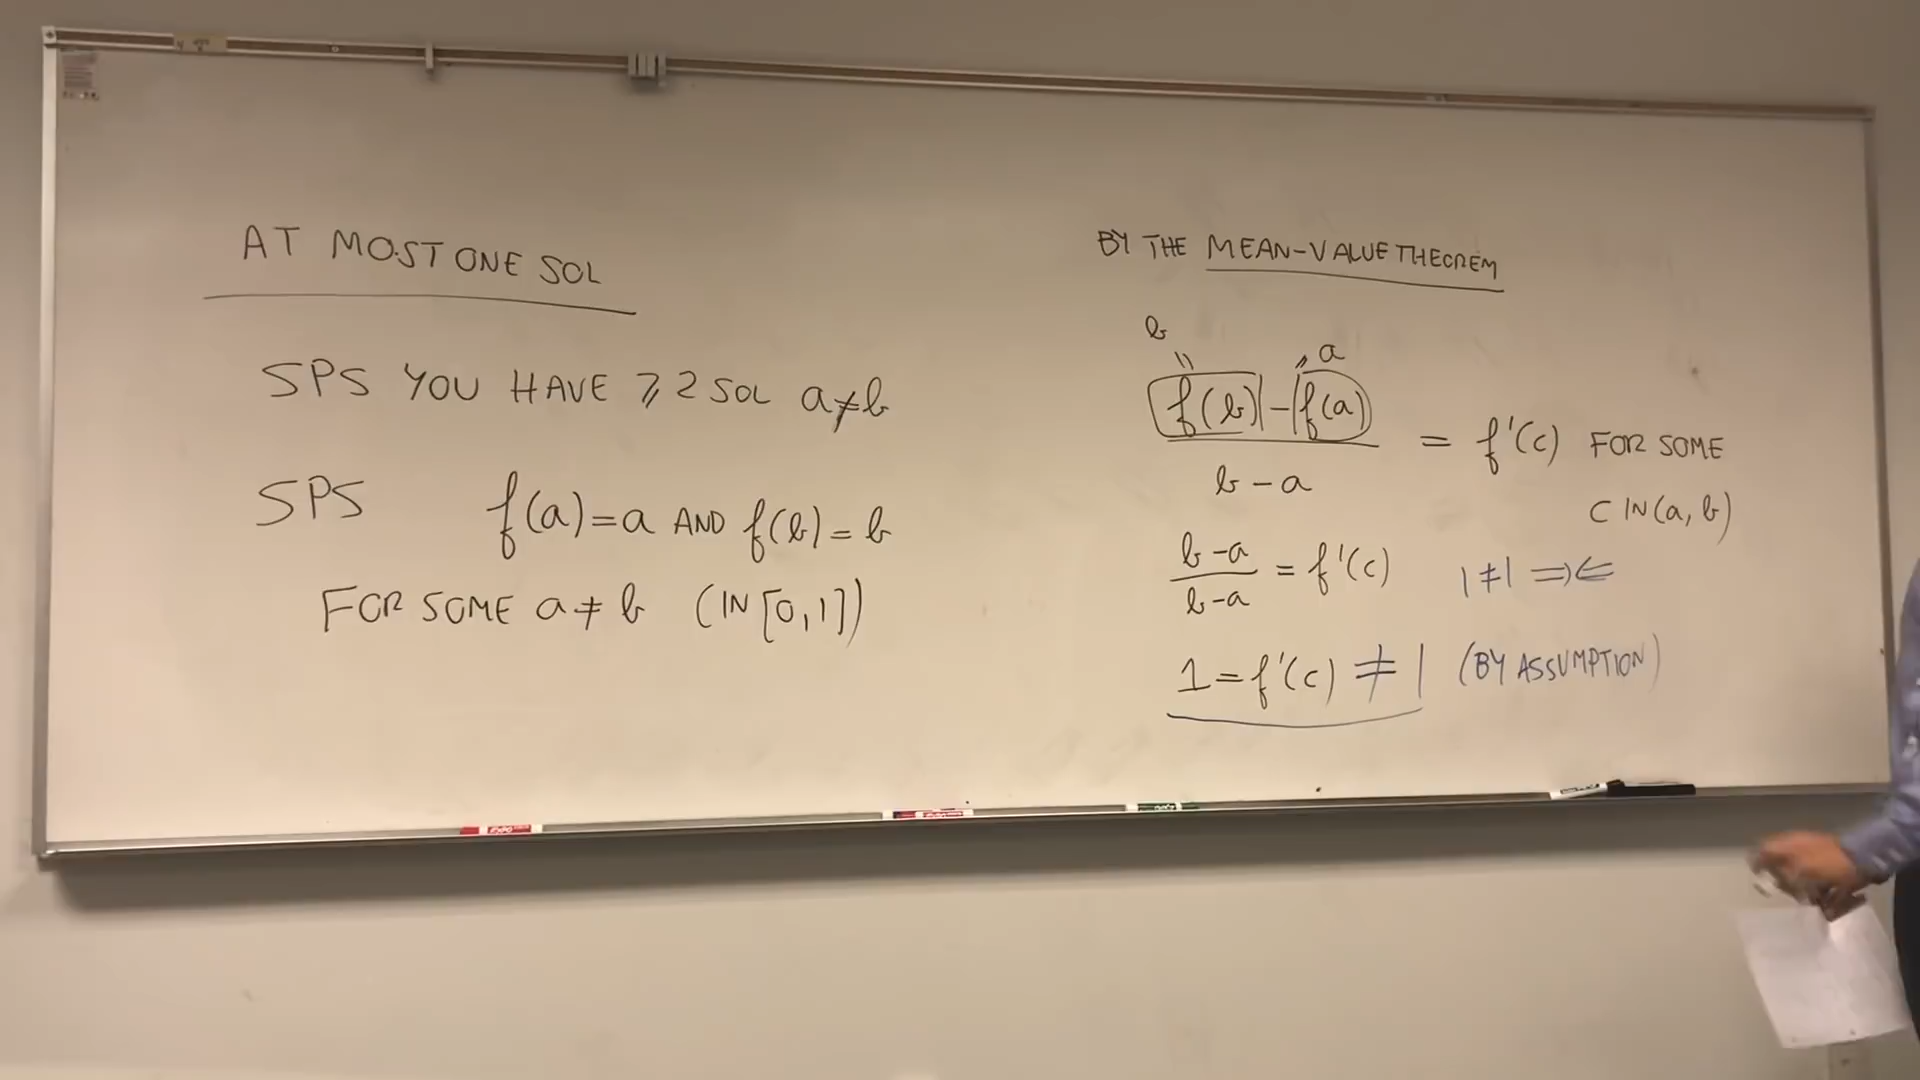 AT MOST ONE SOL
SPS YOU HAVE ⩾ 2 SOL a≠b
SPS f(a)=a AND f(b)=b
FOR SOME a≠b (IN [0,1])
BY THE MEAN-VALUE THEOREM
b
" " a
f(b) - f(a)
b - a
= f'(c) FOR SOME
C IN (a,b)
b-a
b-a
= f'(c) 1≠1 ⇒⇐
1 = f'(c) ≠ 1 (BY ASSUMPTION)